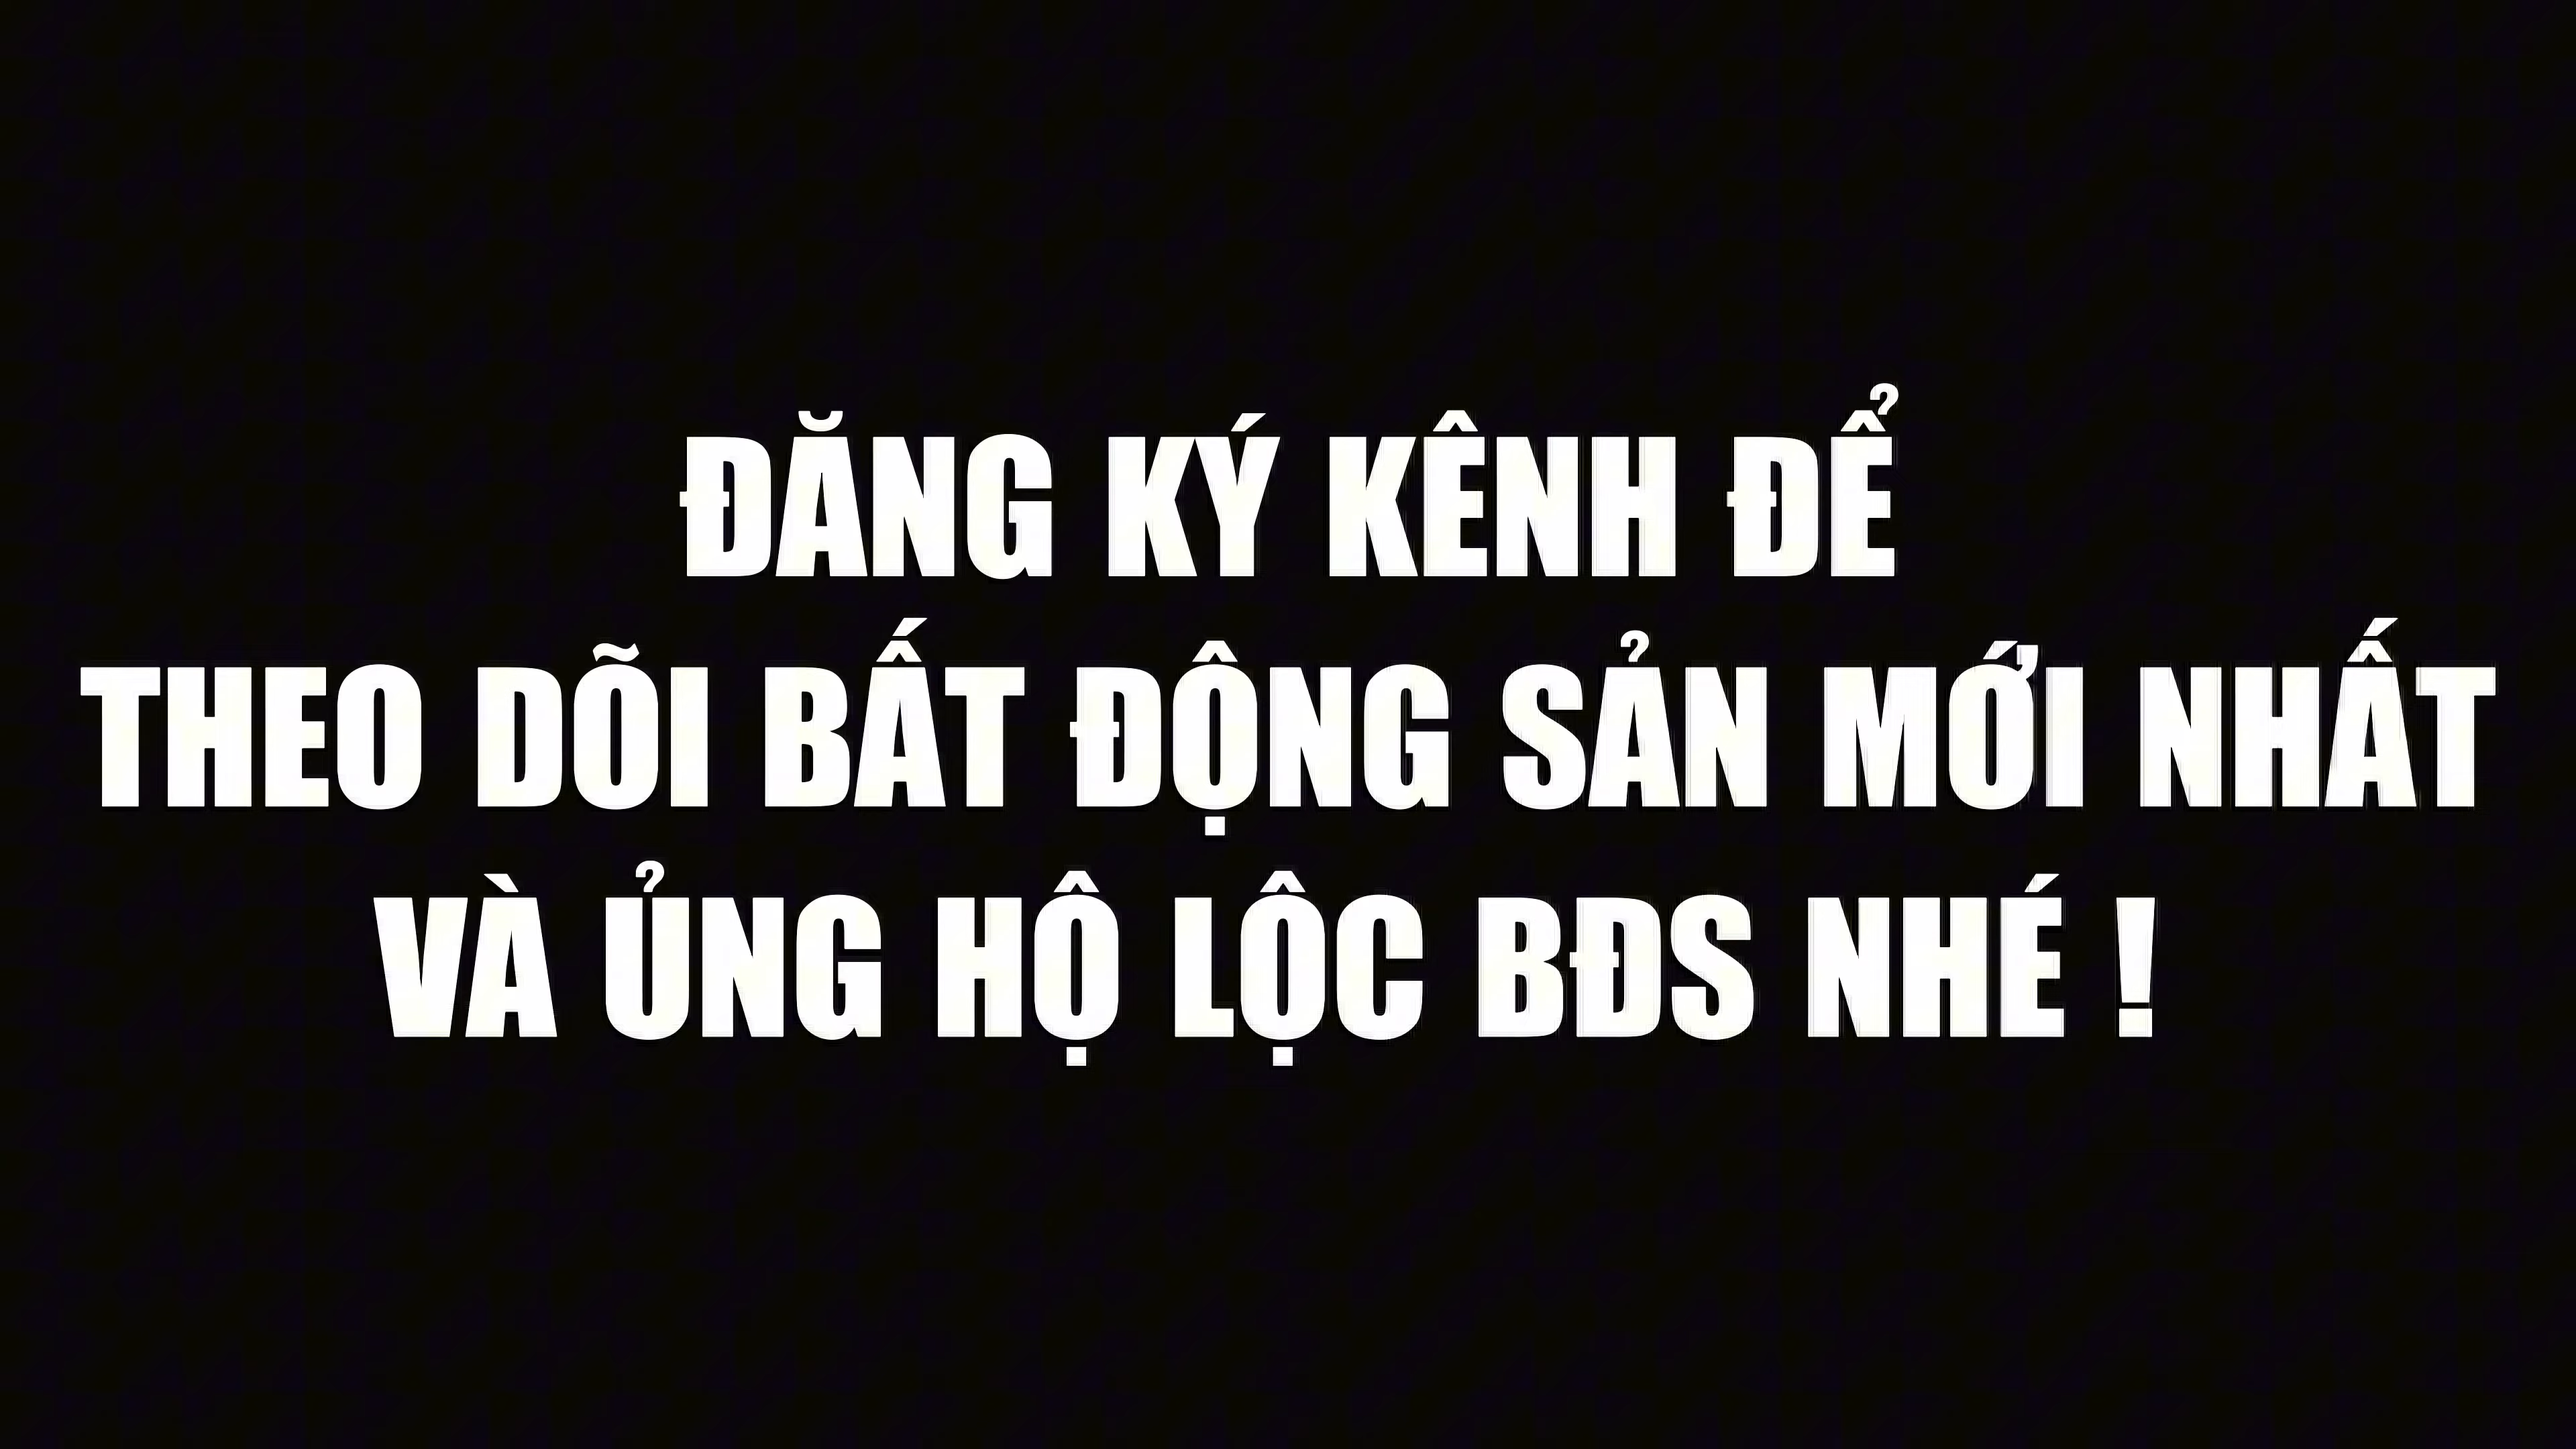 ĐĂNG KÝ KÊNH ĐỂ
THEO DÕI BẤT ĐỘNG SẢN MỚI NHẤT
VÀ ỦNG HỘ LỘC BĐS NHÉ !